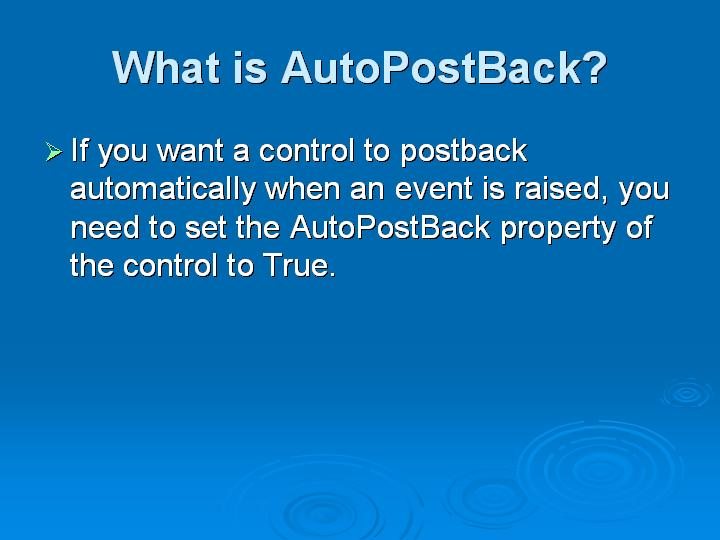 What is AutoPostBack?
If you want a control to postback
automatically when an event is raised, you
need to set the AutoPostBack property of
the control to True.